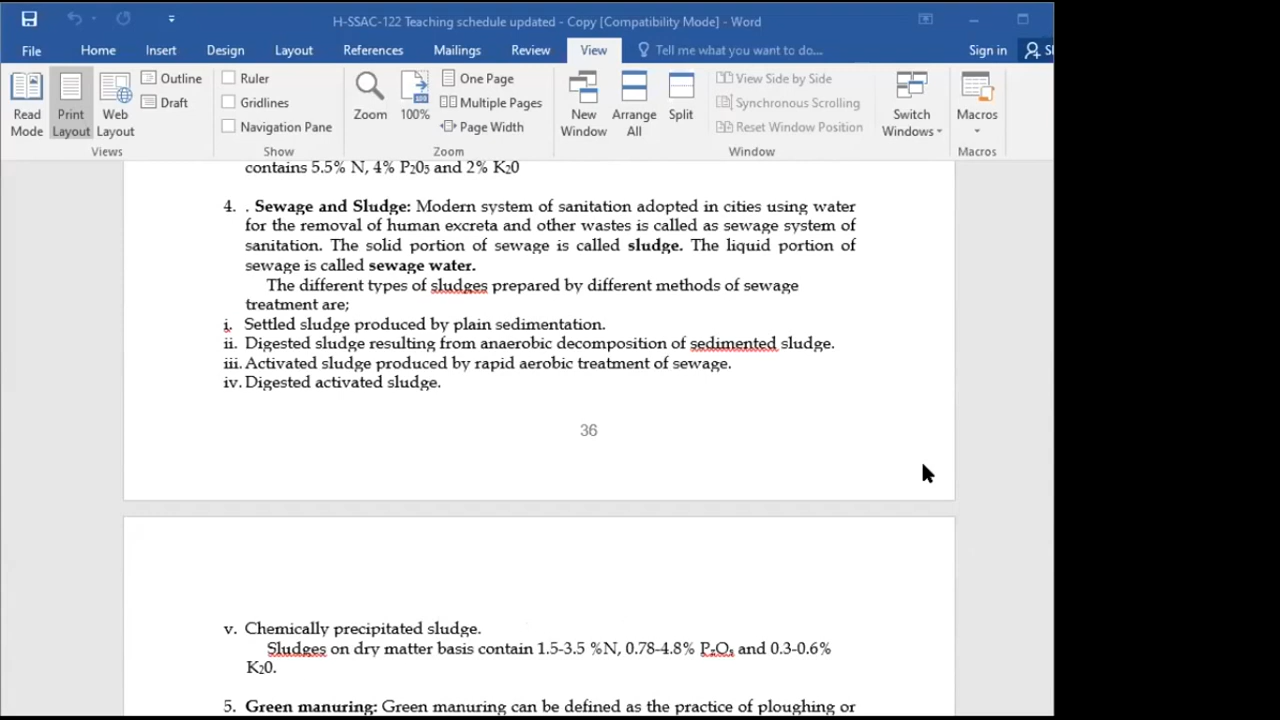 H-SSAC-122 Teaching schedule updated - Copy [Compatibility Mode] - Word
File Home Insert Design Layout References Mailings Review View Tell me what you want to do... Sign in
Read Mode
Print Layout
Web Layout
Outline
Draft
Views
Ruler
Gridlines
Navigation Pane
Show
Zoom
100%
One Page
Multiple Pages
Page Width
Zoom
New Window
Arrange All
Split
View Side by Side
Synchronous Scrolling
Reset Window Position
Window
Switch Windows
Macros
Macros
contains 5.5% N, 4% P205 and 2% K20
4. . Sewage and Sludge: Modern system of sanitation adopted in cities using water
for the removal of human excreta and other wastes is called as sewage system of
sanitation. The solid portion of sewage is called sludge. The liquid portion of
sewage is called sewage water.
The different types of sludges prepared by different methods of sewage
treatment are;
i. Settled sludge produced by plain sedimentation.
ii. Digested sludge resulting from anaerobic decomposition of sedimented sludge.
iii. Activated sludge produced by rapid aerobic treatment of sewage.
iv. Digested activated sludge.
36
v. Chemically precipitated sludge.
Sludges on dry matter basis contain 1.5-3.5 %N, 0.78-4.8% and 0.3-0.6%
K20.
5. Green manuring: Green manuring can be defined as the practice of ploughing or